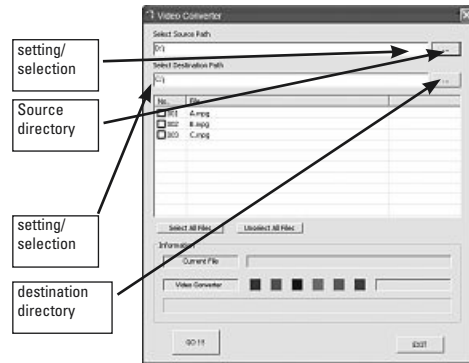 Video Converter
Select Source Path
D:\
...
Select Destination Path
C:\
...
No.. File
001 A.mpg
002 B.mpg
003 C.mpg
Select All Files
Unselect All Files
Information
Current File
Video Converter
GO !!!
EXIT
setting/
selection
Source
directory
setting/
selection
destination
directory